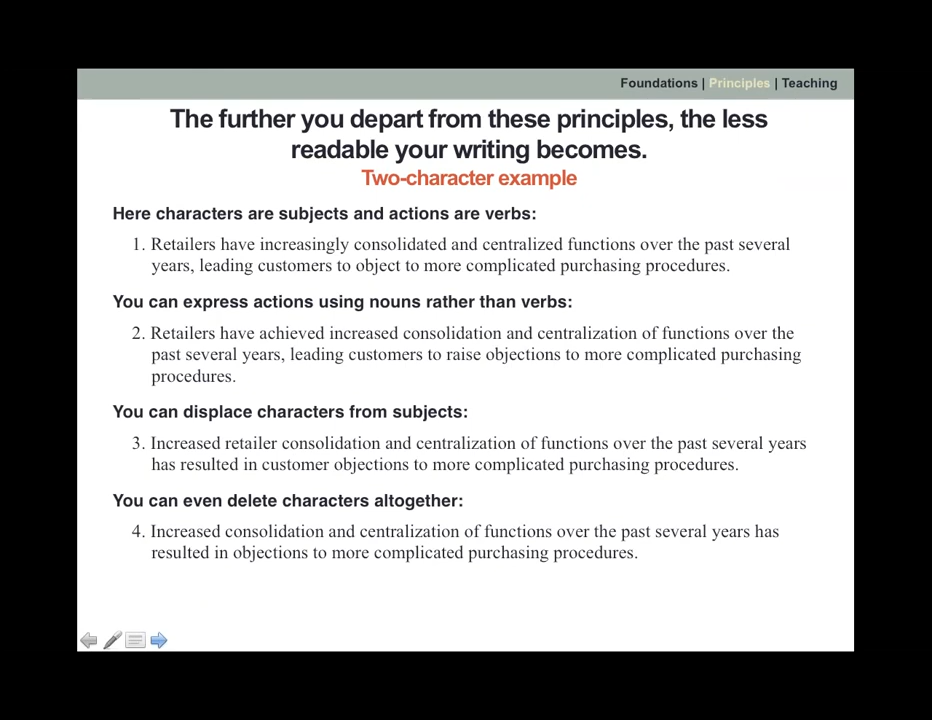 Foundations | Principles | Teaching
The further you depart from these principles, the less
readable your writing becomes.
Two-character example
Here characters are subjects and actions are verbs:
1. Retailers have increasingly consolidated and centralized functions over the past several
years, leading customers to object to more complicated purchasing procedures.
You can express actions using nouns rather than verbs:
2. Retailers have achieved increased consolidation and centralization of functions over the
past several years, leading customers to raise objections to more complicated purchasing
procedures.
You can displace characters from subjects:
3. Increased retailer consolidation and centralization of functions over the past several years
has resulted in customer objections to more complicated purchasing procedures.
You can even delete characters altogether:
4. Increased consolidation and centralization of functions over the past several years has
resulted in objections to more complicated purchasing procedures.